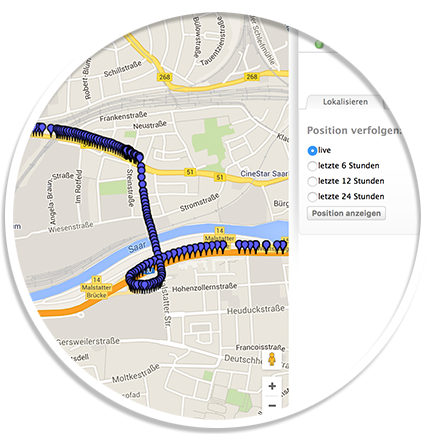 Bülowstraße
Tauentzienstraße
Schillstraße
268
268
Frankenstraße
Neustraße
51
51
CineStar Saar
Im Rotfeld
Steinstraße
Stromstraße
Wiesenstraße
Saar
14
Malstatter
14
Malstatter
Brücke
Hohenzollernstraße
Heuduckstraße
Gersweilerstraße
Francoisstraße
Moltkestraße
Lokalisieren
Position verfolgen:
live
letzte 6 Stunden
letzte 12 Stunden
letzte 24 Stunden
Position anzeigen
+
−